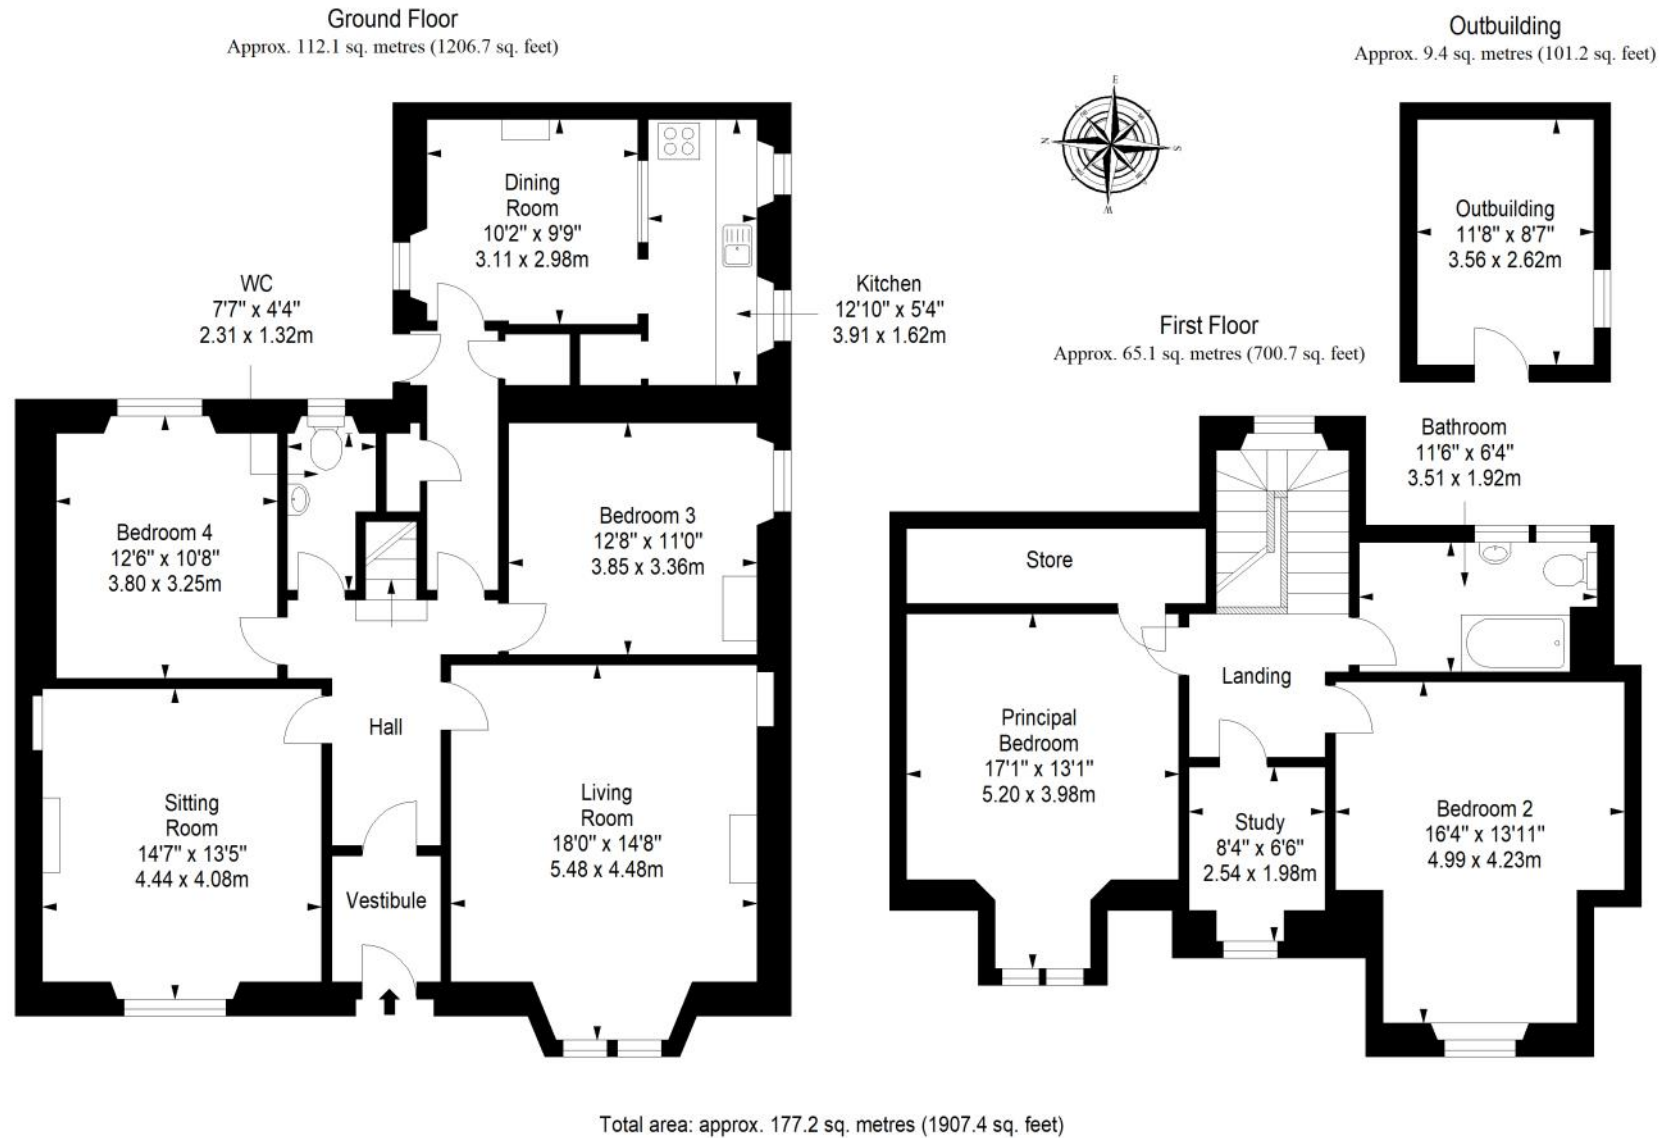 Ground Floor
Approx. 112.1 sq. metres (1206.7 sq. feet)
Outbuilding
Approx. 9.4 sq. metres (101.2 sq. feet)
E
N
S
W
Dining
Room
10'2" x 9'9"
3.11 x 2.98m
Outbuilding
11'8" x 8'7"
3.56 x 2.62m
WC
7'7" x 4'4"
2.31 x 1.32m
Kitchen
12'10" x 5'4"
3.91 x 1.62m
First Floor
Approx. 65.1 sq. metres (700.7 sq. feet)
Bathroom
11'6" x 6'4"
3.51 x 1.92m
Bedroom 4
12'6" x 10'8"
3.80 x 3.25m
Bedroom 3
12'8" x 11'0"
3.85 x 3.36m
Store
Landing
Hall
Principal
Bedroom
17'1" x 13'1"
5.20 x 3.98m
Sitting
Room
14'7" x 13'5"
4.44 x 4.08m
Living
Room
18'0" x 14'8"
5.48 x 4.48m
Study
8'4" x 6'6"
2.54 x 1.98m
Bedroom 2
16'4" x 13'11"
4.99 x 4.23m
Vestibule
Total area: approx. 177.2 sq. metres (1907.4 sq. feet)